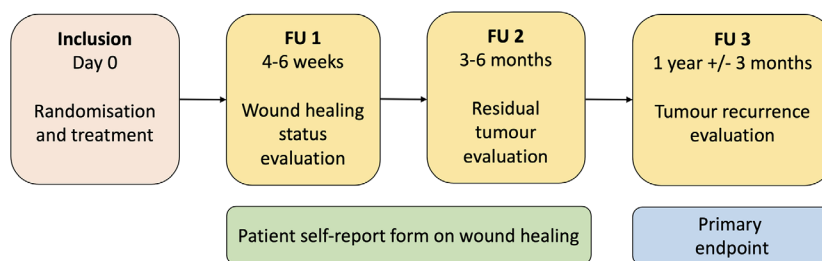 Inclusion
Day 0
Randomisation
and treatment
FU 1
4-6 weeks
Wound healing
status
evaluation
FU 2
3-6 months
Residual
tumour
evaluation
FU 3
1 year +/- 3 months
Tumour recurrence
evaluation
Patient self-report form on wound healing
Primary
endpoint